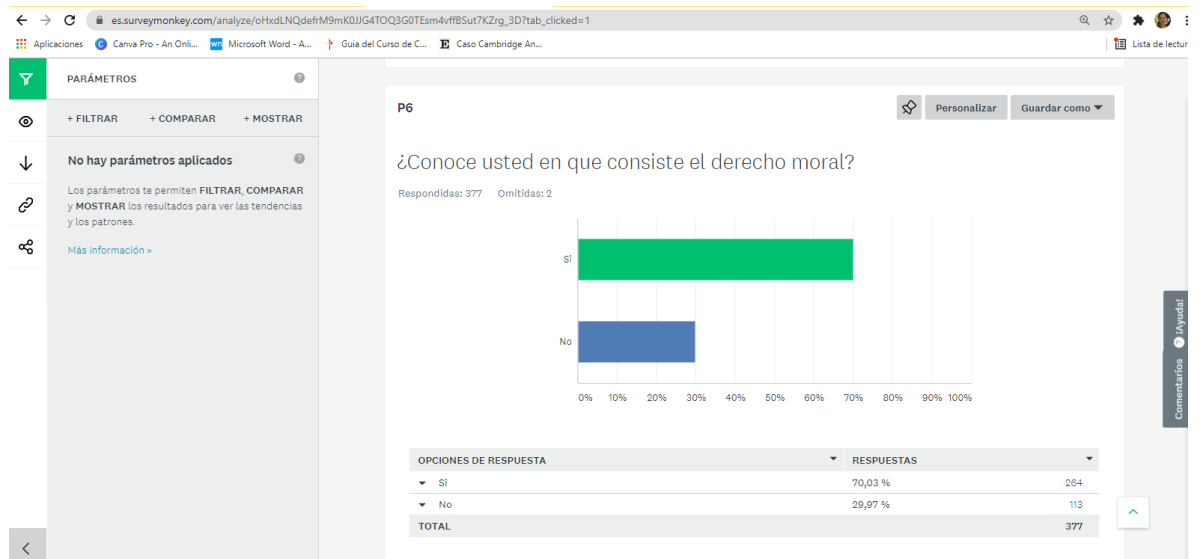 es.surveymonkey.com/analyze/oHxdLNQdefrM9mK0JJG4TOQ3G0TEsm4vffBSut7KZrg_3D?tab_clicked=1
Aplicaciones Canva Pro - An Onli... wn Microsoft Word - A... Guia del Curso de C... E Caso Cambridge An... Lista de lectur
PARÁMETROS
+ FILTRAR + COMPARAR + MOSTRAR
No hay parámetros aplicados
Los parámetros te permiten FILTRAR, COMPARAR
y MOSTRAR los resultados para ver las tendencias
y los patrones.
Más información »
P6
Personalizar Guardar como
¿Conoce usted en que consiste el derecho moral?
Respondidas: 377 Omitidas: 2
Sí
No
0% 10% 20% 30% 40% 50% 60% 70% 80% 90% 100%
OPCIONES DE RESPUESTA RESPUESTAS
Sí 70,03 % 264
No 29,97 % 113
TOTAL 377
¡Ayuda!
Comentarios